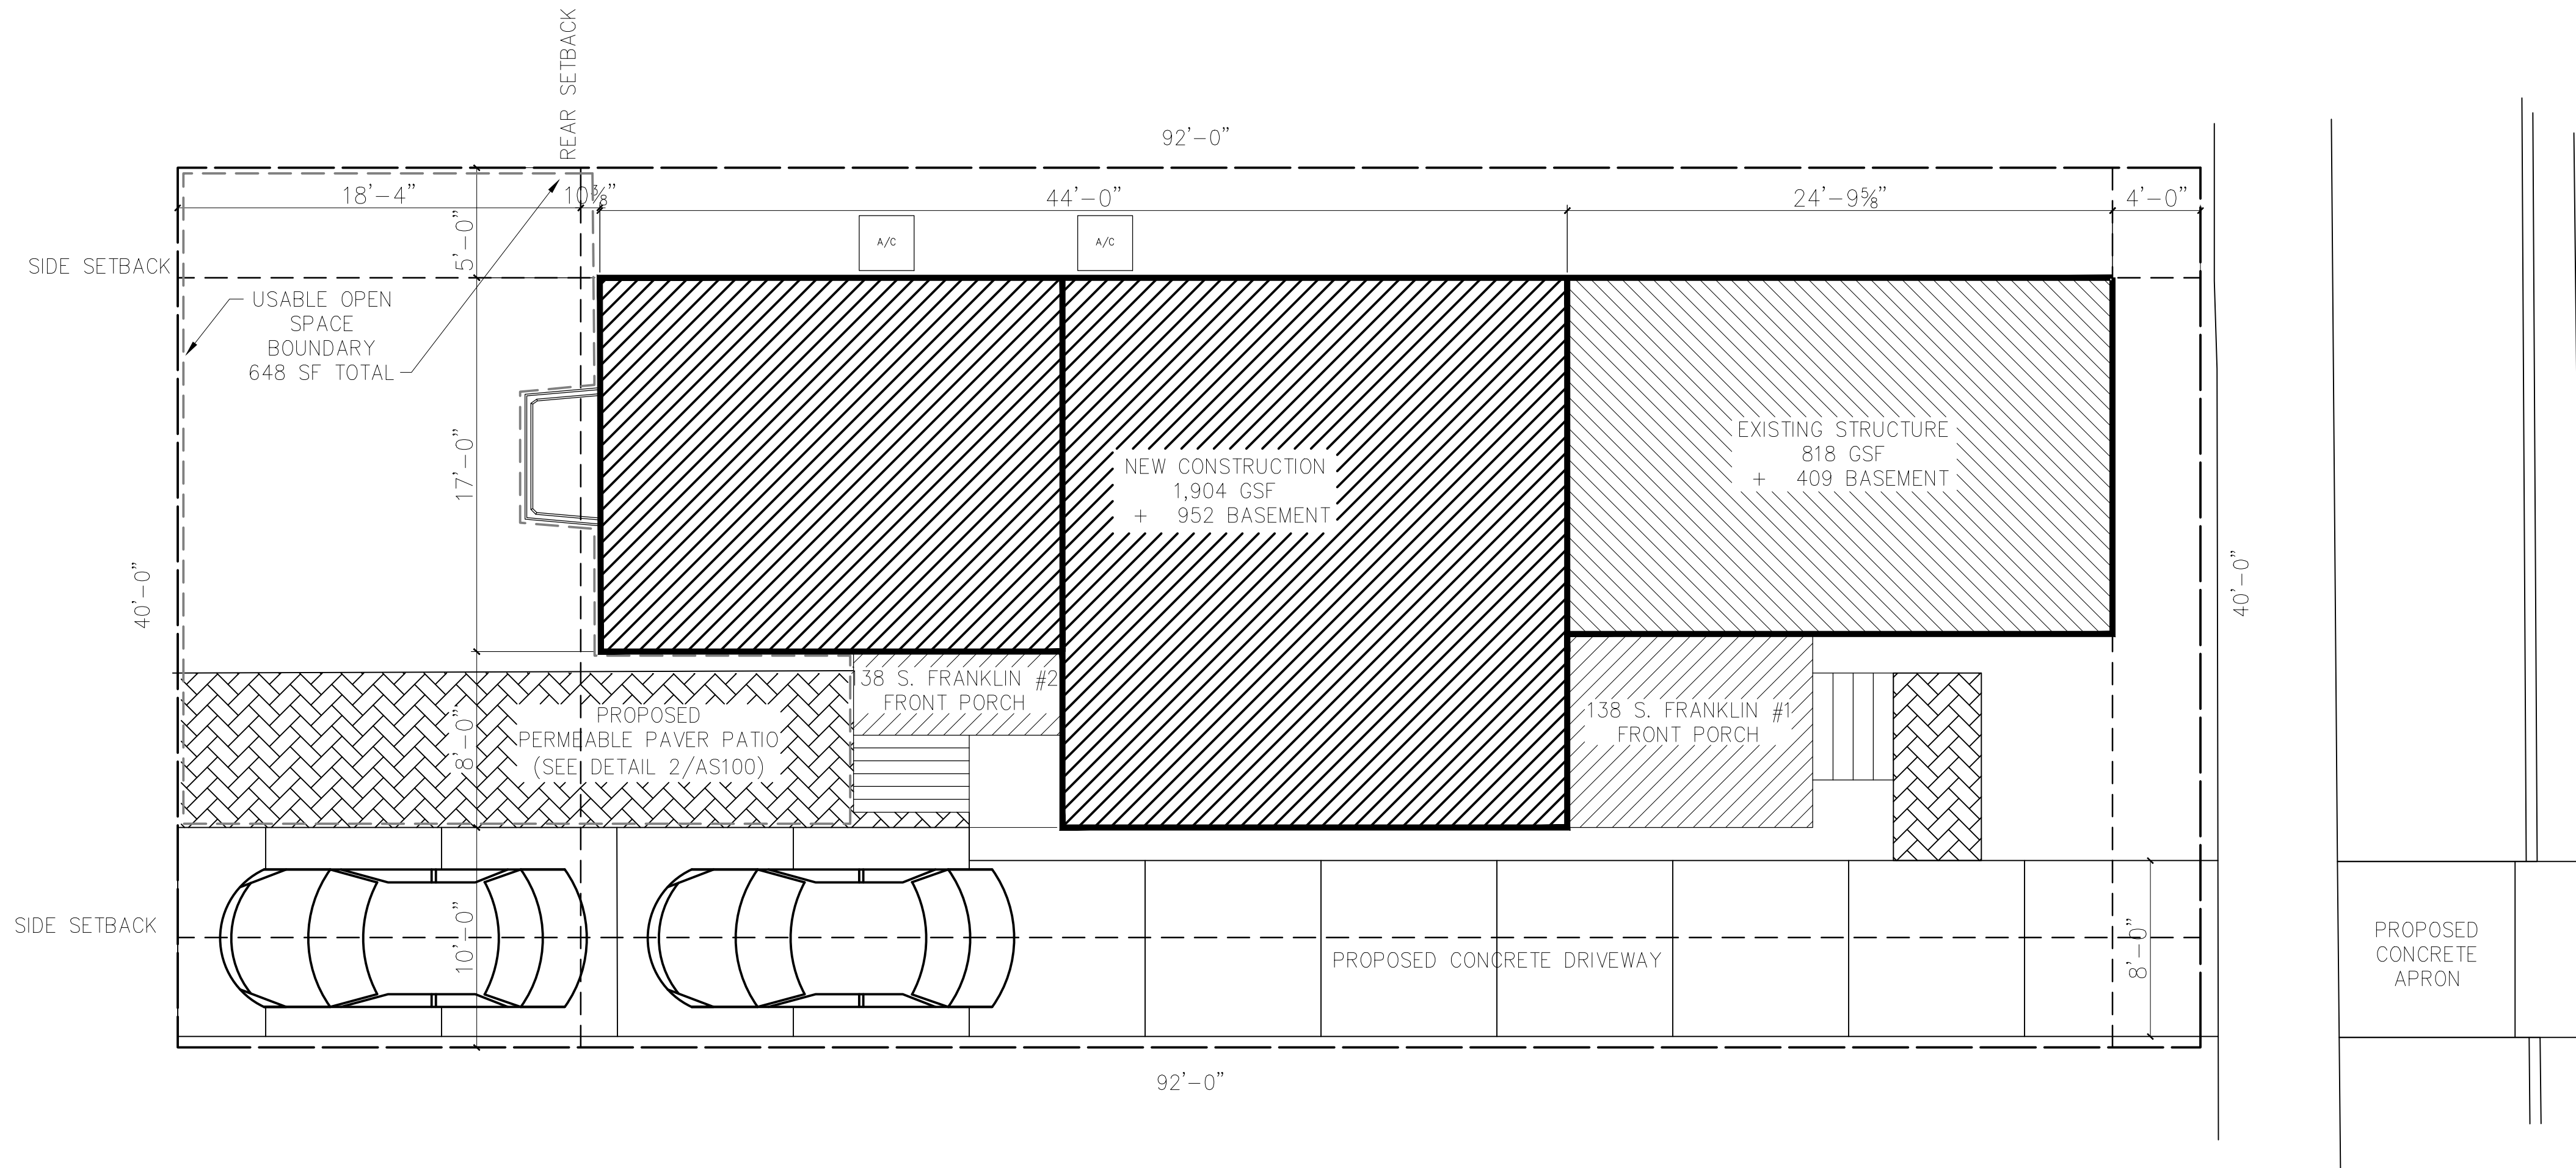 REAR SETBACK
92'-0"
18'-4"
10⅜"
44'-0"
24'-9⅝"
4'-0"
5'-0"
A/C
A/C
SIDE SETBACK
USABLE OPEN
SPACE
BOUNDARY
648 SF TOTAL
17'-0"
NEW CONSTRUCTION
1,904 GSF
+ 952 BASEMENT
EXISTING STRUCTURE
818 GSF
+ 409 BASEMENT
40'-0"
40'-0"
138 S. FRANKLIN #2
FRONT PORCH
138 S. FRANKLIN #1
FRONT PORCH
8'-0"
PROPOSED
PERMEABLE PAVER PATIO
(SEE DETAIL 2/AS100)
SIDE SETBACK
10'-0"
PROPOSED CONCRETE DRIVEWAY
8'-0"
PROPOSED
CONCRETE
APRON
92'-0"